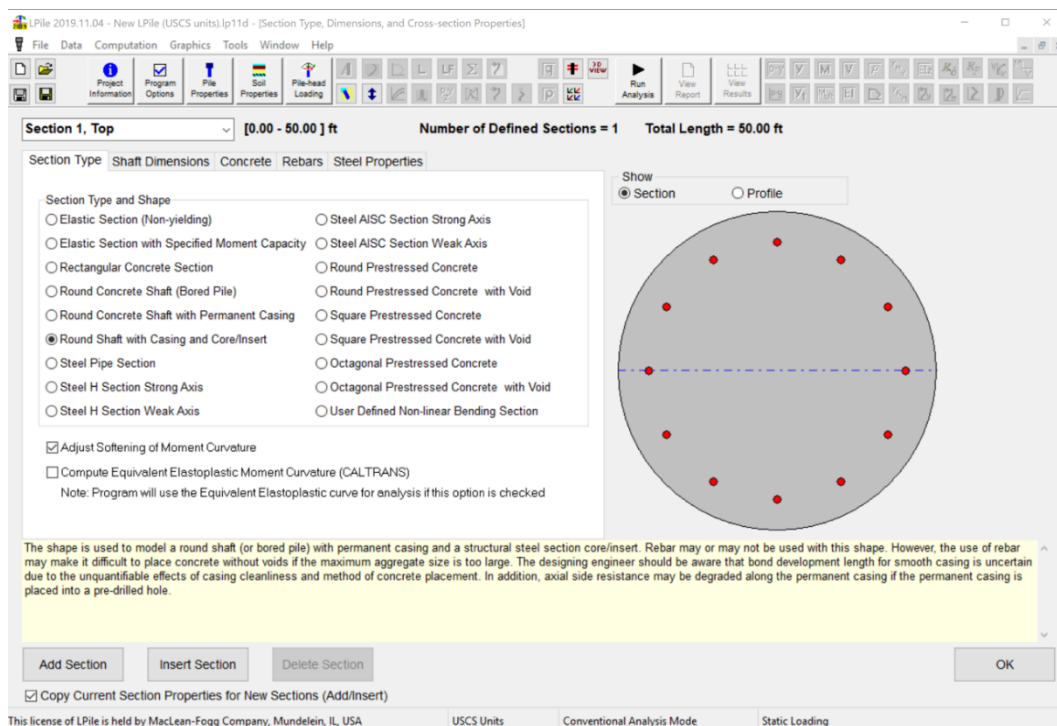 LPile 2019.11.04 - New LPile (USCS units).lp11d - [Section Type, Dimensions, and Cross-section Properties]
File Data Computation Graphics Tools Window Help
Project Information
Program Options
Pile Properties
Soil Properties
Pile-head Loading
3D VIEW
Run Analysis
View Report
View Results
Section 1, Top
[0.00 - 50.00 ] ft
Number of Defined Sections = 1
Total Length = 50.00 ft
Section Type Shaft Dimensions Concrete Rebars Steel Properties
Section Type and Shape
Elastic Section (Non-yielding)
Elastic Section with Specified Moment Capacity
Rectangular Concrete Section
Round Concrete Shaft (Bored Pile)
Round Concrete Shaft with Permanent Casing
Round Shaft with Casing and Core/Insert
Steel Pipe Section
Steel H Section Strong Axis
Steel H Section Weak Axis
Steel AISC Section Strong Axis
Steel AISC Section Weak Axis
Round Prestressed Concrete
Round Prestressed Concrete with Void
Square Prestressed Concrete
Square Prestressed Concrete with Void
Octagonal Prestressed Concrete
Octagonal Prestressed Concrete with Void
User Defined Non-linear Bending Section
Adjust Softening of Moment Curvature
Compute Equivalent Elastoplastic Moment Curvature (CALTRANS)
Note: Program will use the Equivalent Elastoplastic curve for analysis if this option is checked
Show
Section
Profile
The shape is used to model a round shaft (or bored pile) with permanent casing and a structural steel section core/insert. Rebar may or may not be used with this shape. However, the use of rebar
may make it difficult to place concrete without voids if the maximum aggregate size is too large. The designing engineer should be aware that bond development length for smooth casing is uncertain
due to the unquantifiable effects of casing cleanliness and method of concrete placement. In addition, axial side resistance may be degraded along the permanent casing if the permanent casing is
placed into a pre-drilled hole.
Add Section
Insert Section
Delete Section
OK
Copy Current Section Properties for New Sections (Add/Insert)
This license of LPile is held by MacLean-Fogg Company, Mundelein, IL, USA
USCS Units
Conventional Analysis Mode
Static Loading